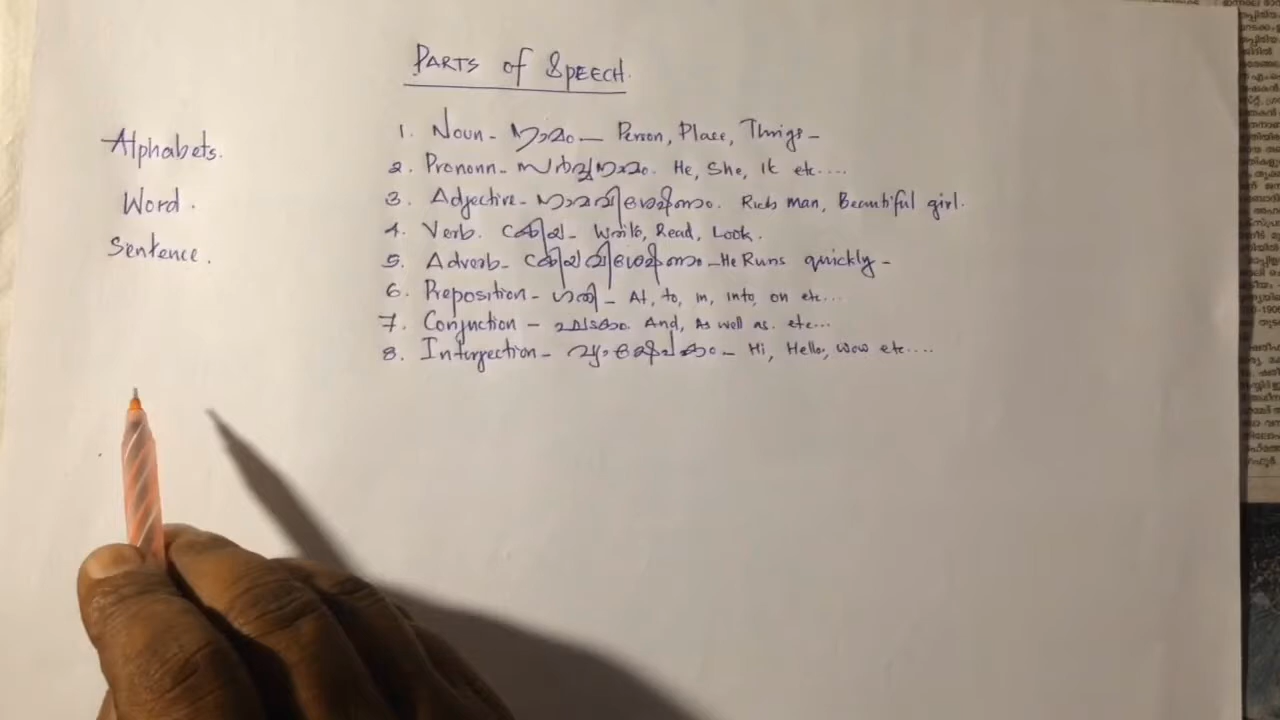 PARTS of SPEECH.
Alphabets.
Word.
Sentence.
1. Noun - നാമം - Person, Place, Things -
2. Pronoun - സർവ്വനാമം. He, She, It etc....
3. Adjective - നാമവിശേഷണം. Rich man, Beautiful girl.
4. Verb. ക്രിയ - Write, Read, Look.
5. Adverb - ക്രിയാവിശേഷണം - He Runs quickly -
6. Preposition - ഗതി - At, to, in, into, on etc...
7. Conjuction - ഘടകം. And, As well as. etc...
8. Interjection - വ്യാക്ഷേപകം - Hi, Hello, Wow etc....